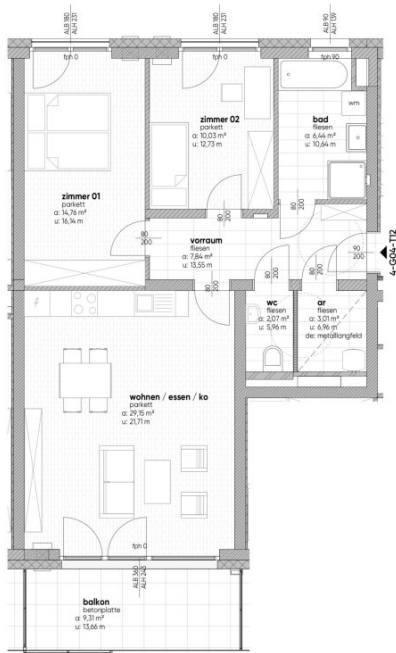 ALB 180
ALH 231
ALB 180
ALH 231
ALB 90
ALH 139
fph 0
fph 0
fph 90
zimmer 01
parkett
a: 14,76 m²
u: 16,14 m
zimmer 02
parkett
a: 10,03 m²
u: 12,73 m
bad
fliesen
a: 6,44 m²
u: 10,64 m
c
wm
80
200
80
200
80
200
vorraum
fliesen
a: 7,84 m²
u: 13,55 m
90
200
4-G04-T12
80
200
80
200
80
200
wc
fliesen
a: 2,07 m²
u: 5,96 m
ar
fliesen
a: 3,01 m²
u: 6,96 m
de: metalllangfeld
wohnen / essen / ko
parkett
a: 29,15 m²
u: 21,71 m
fph 0
ALB 360
ALH 245
balkon
betonplatte
a: 9,31 m²
u: 13,66 m